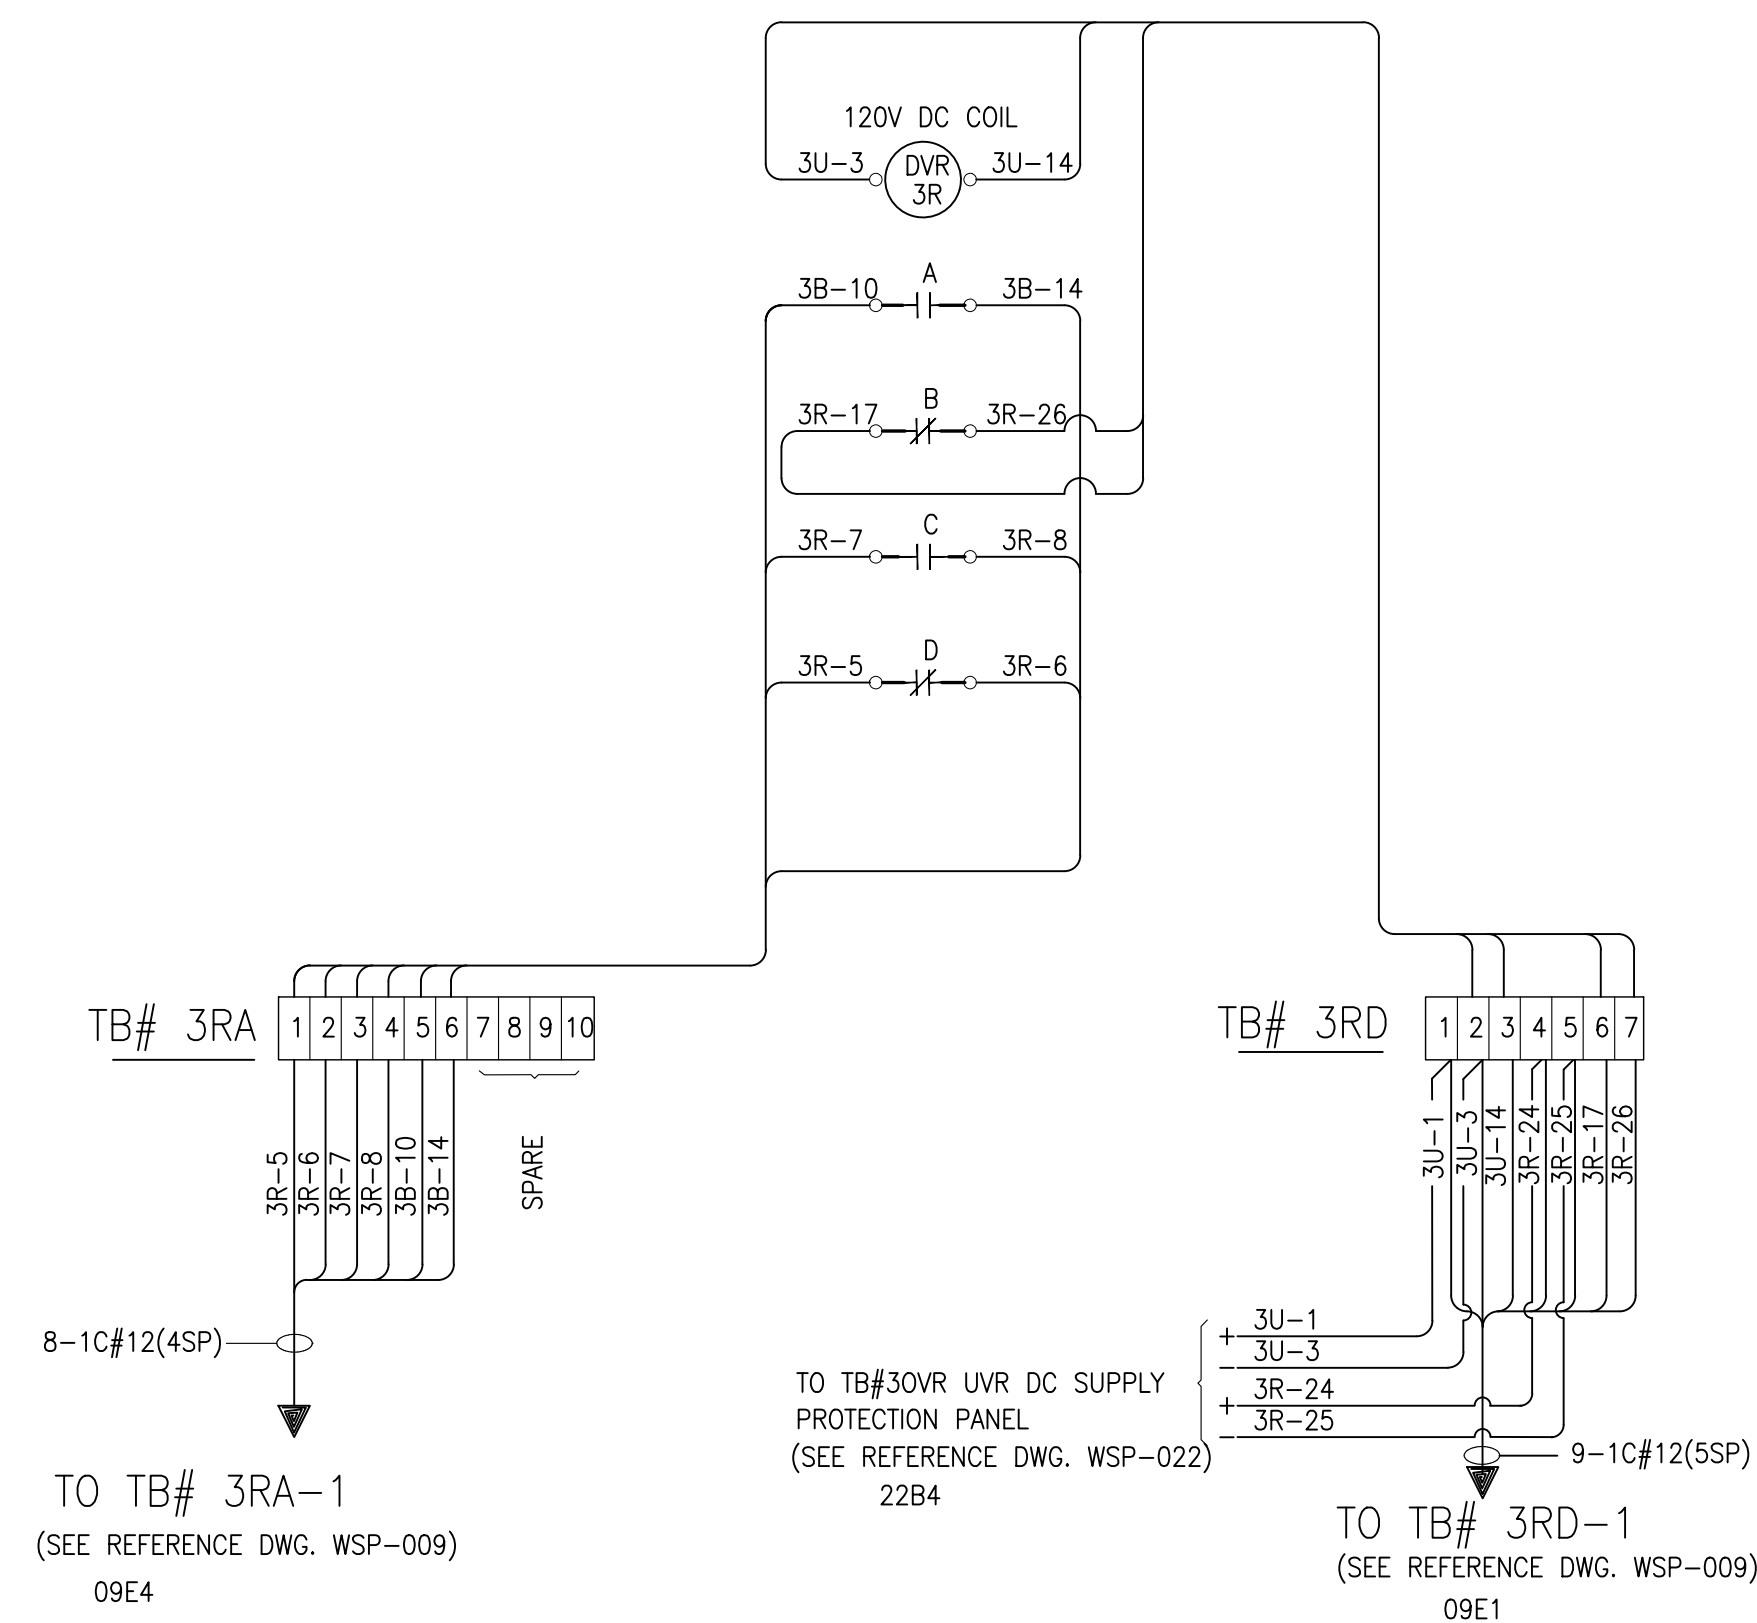 120V DC COIL
3U-3 DVR 3U-14
3R
A
3B-10 3B-14
B
3R-17 3R-26
C
3R-7 3R-8
D
3R-5 3R-6
TB# 3RA 1 2 3 4 5 6 7 8 9 10
TB# 3RD 1 2 3 4 5 6 7
3R-5
3R-6
3R-7
3R-8
3B-10
3B-14
SPARE
3U-1
3U-3
3U-14
3R-24
3R-25
3R-17
3R-26
8-1C#12(4SP)
TO TB# 3RA-1
(SEE REFERENCE DWG. WSP-009)
09E4
+ 3U-1
- 3U-3
+ 3R-24
- 3R-25
TO TB#3OVR UVR DC SUPPLY
PROTECTION PANEL
(SEE REFERENCE DWG. WSP-022)
22B4
9-1C#12(5SP)
TO TB# 3RD-1
(SEE REFERENCE DWG. WSP-009)
09E1